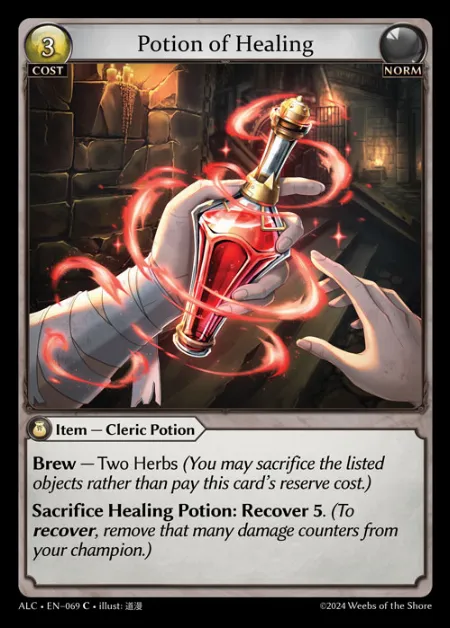 3
Potion of Healing
COST
NORM
Item — Cleric Potion
Brew — Two Herbs (You may sacrifice the listed
objects rather than pay this card's reserve cost.)
Sacrifice Healing Potion: Recover 5. (To
recover, remove that many damage counters from
your champion.)
ALC • EN–069 C • illust: 道漫
©2024 Weebs of the Shore